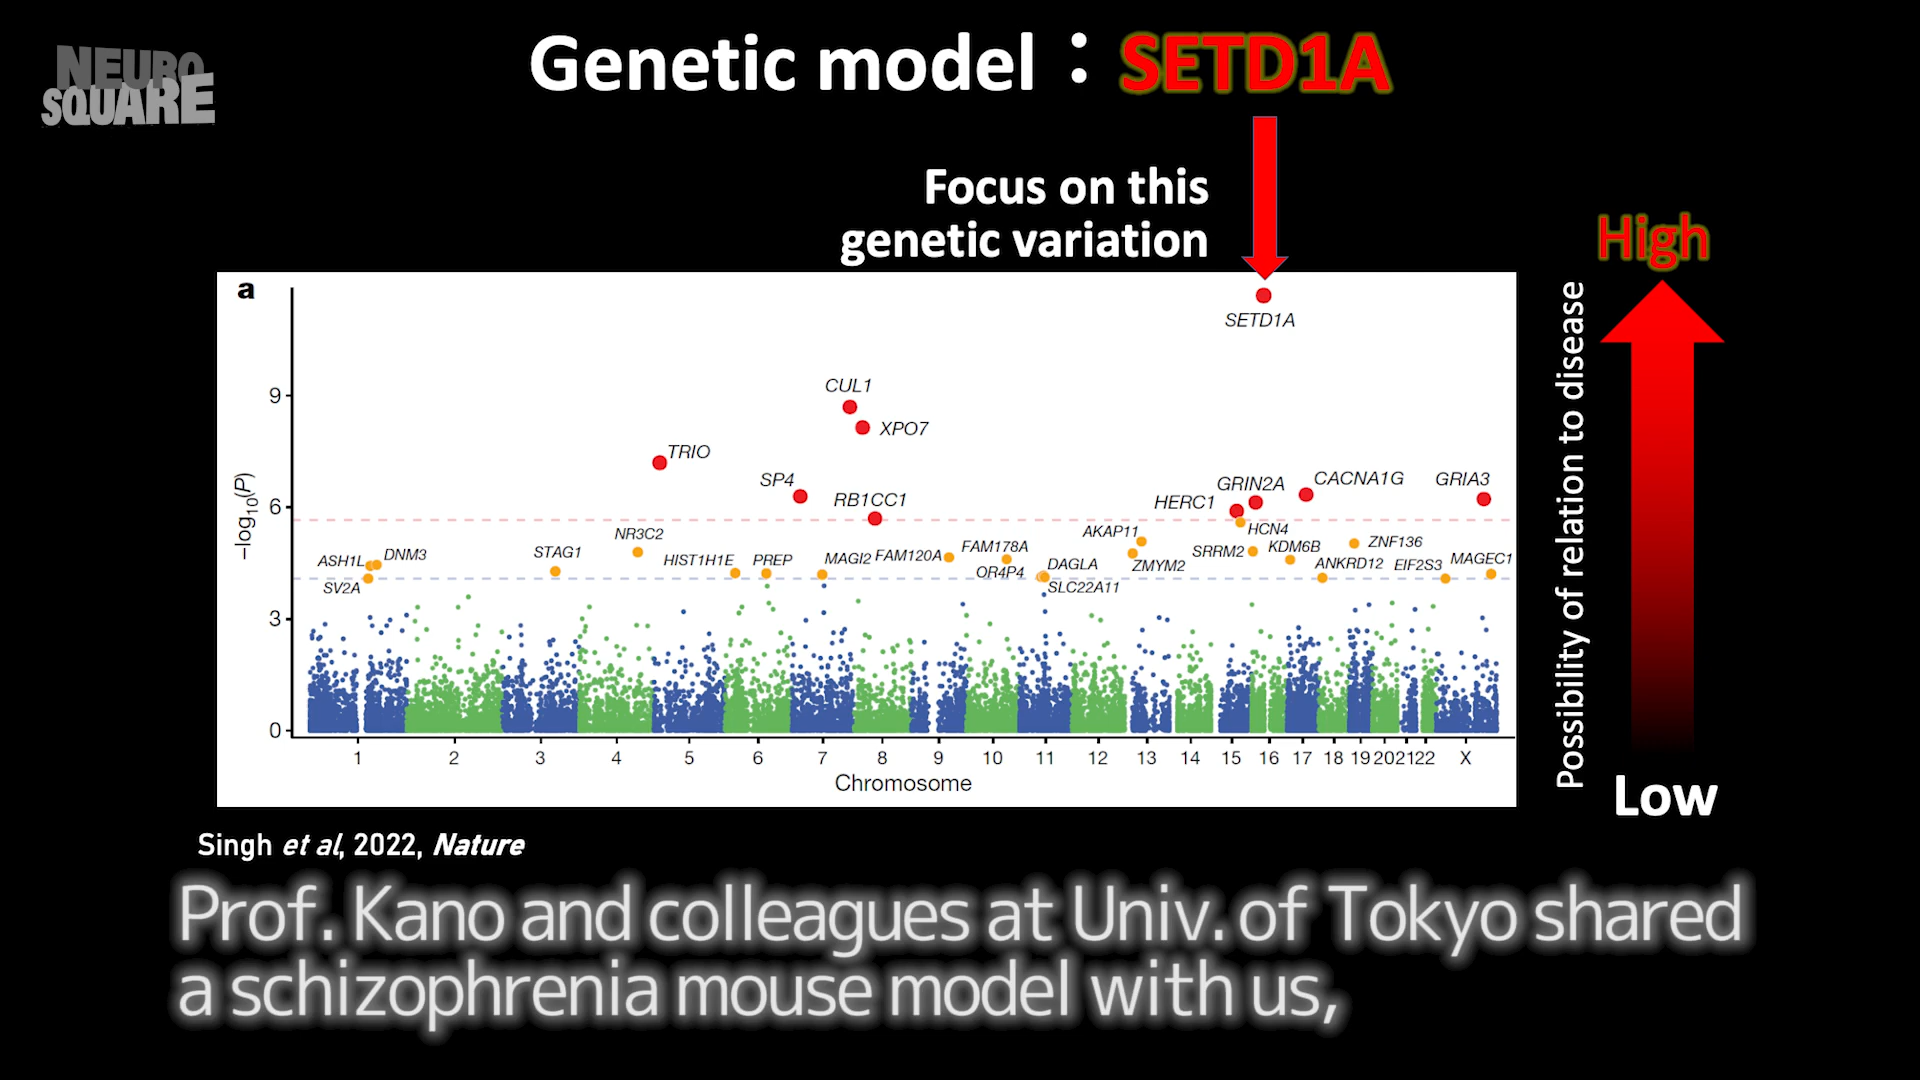 NEURO
SQUARE
Genetic model：SETD1A
Focus on this
genetic variation
High
a
SETD1A
CUL1
9
XPO7
TRIO
SP4
GRIN2A
CACNA1G
GRIA3
RB1CC1
HERC1
6
−log10(P)
NR3C2
AKAP11
HCN4
ZNF136
ASH1L
DNM3
STAG1
HIST1H1E
PREP
MAGI2
FAM120A
FAM178A
SRRM2
KDM6B
OR4P4
DAGLA
ZMYM2
ANKRD12
EIF2S3
MAGEC1
SV2A
SLC22A11
3
0
1 2 3 4 5 6 7 8 9 10 11 12 13 14 15 16 17 18 19 20 21 22 X
Chromosome
Possibility of relation to disease
Low
Singh et al, 2022, Nature
Prof. Kano and colleagues at Univ. of Tokyo shared
a schizophrenia mouse model with us,